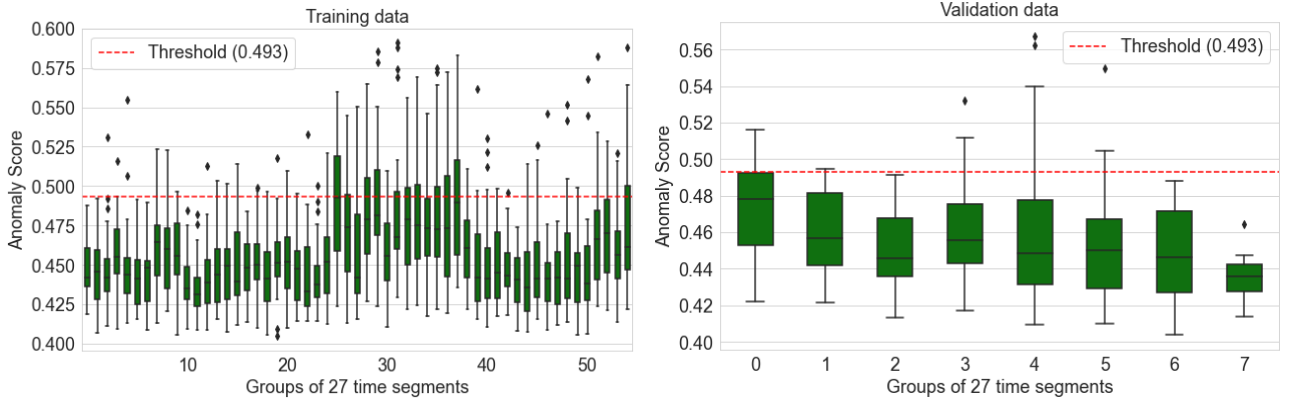 Training data
Threshold (0.493)
Anomaly Score
0.600
0.575
0.550
0.525
0.500
0.475
0.450
0.425
0.400
10 20 30 40 50
Groups of 27 time segments
Validation data
Threshold (0.493)
Anomaly Score
0.56
0.54
0.52
0.50
0.48
0.46
0.44
0.42
0.40
0 1 2 3 4 5 6 7
Groups of 27 time segments